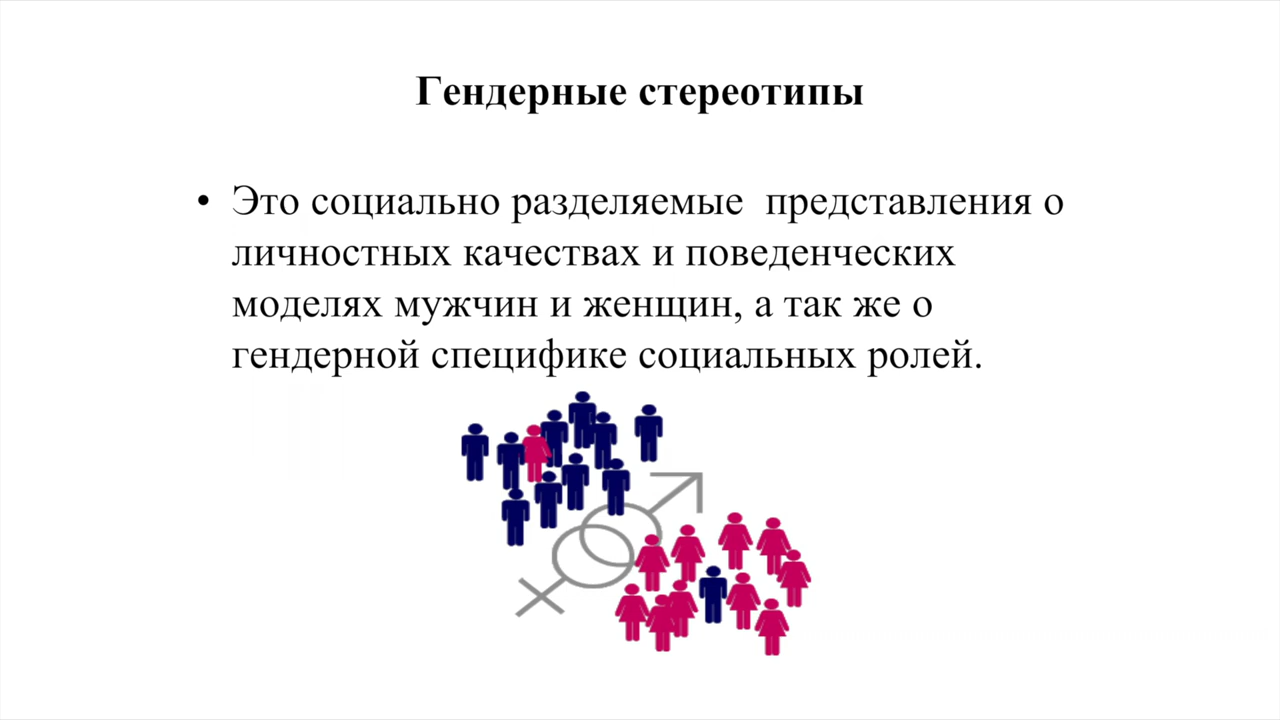 Гендерные стереотипы
• Это социально разделяемые  представления о
личностных качествах и поведенческих
моделях мужчин и женщин, а так же о
гендерной специфике социальных ролей.